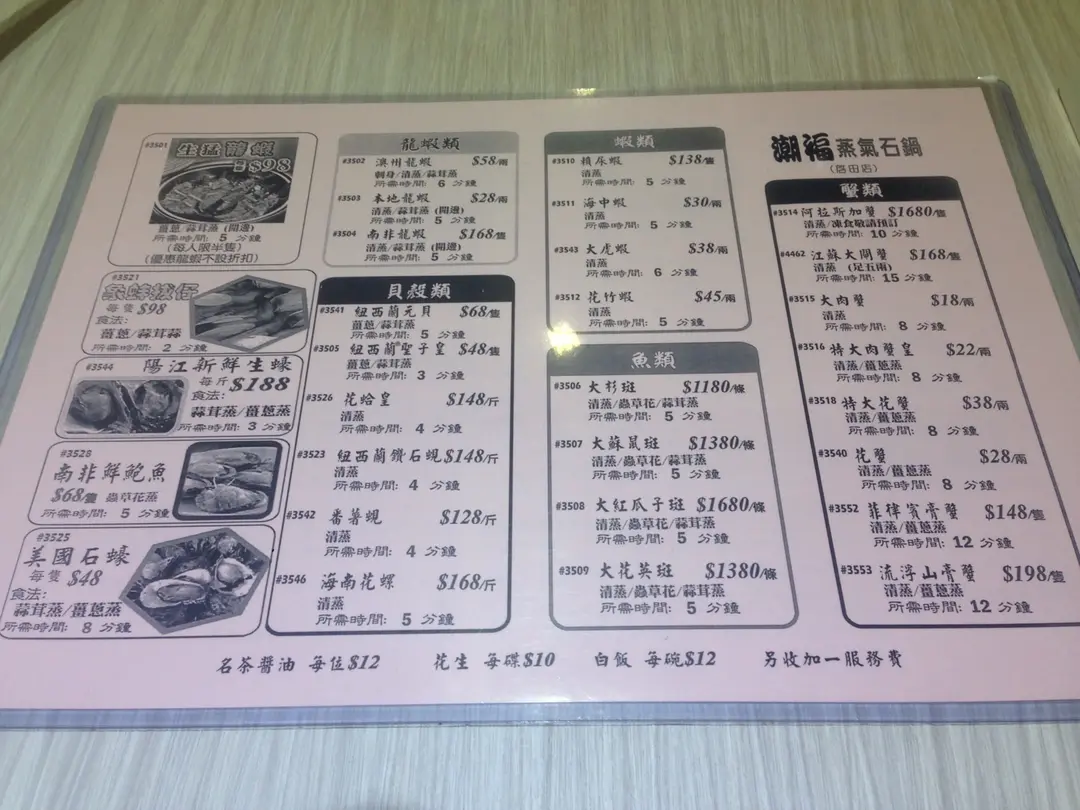 #3501
生猛龍蝦
$98
薑蔥/蒜茸蒸 (開邊)
所需時間: 5 分鐘
(每人限半隻)
(優惠龍蝦不設折扣)
#3521
象蚌拔仔
每隻 $98
食法:
薑蔥/蒜茸蒜
所需時間: 2 分鐘
#3544 陽江新鮮生蠔
每斤 $188
食法:
蒜茸蒸/薑蔥蒸
所需時間: 3 分鐘
#3528
南非鮮鮑魚
$68/隻 蟲草花蒸
所需時間: 5 分鐘
#3525
美國石蠔
每隻 $48
食法:
蒜茸蒸/薑蔥蒸
所需時間: 8 分鐘
龍蝦類
#3502 澳州龍蝦 $58/兩
刺身/清蒸/蒜茸蒸
所需時間: 6 分鐘
#3503 本地龍蝦 $28/兩
清蒸/蒜茸蒸 (開邊)
所需時間: 5 分鐘
#3504 南非龍蝦 $168/隻
清蒸/蒜茸蒸 (開邊)
所需時間: 5 分鐘
貝殼類
#3541 紐西蘭元貝 $68/隻
薑蔥/蒜茸蒸
所需時間: 5 分鐘
#3505 紐西蘭聖子皇 $48/隻
薑蔥/蒜茸蒸
所需時間: 3 分鐘
#3526 花蛤皇 $148/斤
清蒸
所需時間: 4 分鐘
#3523 紐西蘭鑽石蜆 $148/斤
清蒸
所需時間: 4 分鐘
#3542 番薯蜆 $128/斤
清蒸
所需時間: 4 分鐘
#3546 海南花螺 $168/斤
清蒸
所需時間: 5 分鐘
蝦類
#3510 賴尿蝦 $138/隻
清蒸
所需時間: 5 分鐘
#3511 海中蝦 $30/兩
清蒸
所需時間: 5 分鐘
#3543 大虎蝦 $38/兩
清蒸
所需時間: 6 分鐘
#3512 花竹蝦 $45/兩
清蒸
所需時間: 5 分鐘
魚類
#3506 大杉斑 $1180/條
清蒸/蟲草花/蒜茸蒸
所需時間: 5 分鐘
#3507 大蘇鼠斑 $1380/條
清蒸/蟲草花/蒜茸蒸
所需時間: 5 分鐘
#3508 大紅瓜子斑 $1680/條
清蒸/蟲草花/蒜茸蒸
所需時間: 5 分鐘
#3509 大花英斑 $1380/條
清蒸/蟲草花/蒜茸蒸
所需時間: 5 分鐘
潮福 蒸氣石鍋
蟹類
#3514 阿拉斯加蟹 $1680/隻
清蒸/凍食敬請預訂
所需時間: 10 分鐘
#4462 江蘇大閘蟹 $168/隻
清蒸 (足五兩)
所需時間: 15 分鐘
#3515 大肉蟹 $18/兩
清蒸
所需時間: 8 分鐘
#3516 特大肉蟹皇 $22/兩
清蒸/薑蔥蒸
所需時間: 8 分鐘
#3518 特大花蟹 $38/兩
清蒸/薑蔥蒸
所需時間: 8 分鐘
#3540 花蟹 $28/兩
清蒸/薑蔥蒸
所需時間: 8 分鐘
#3552 菲律賓膏蟹 $148/隻
清蒸/薑蔥蒸
所需時間: 12 分鐘
#3553 流浮山膏蟹 $198/隻
清蒸/薑蔥蒸
所需時間: 12 分鐘
名茶醬油 每位$12 花生 每碟$10 白飯 每碗$12 另收加一服務費